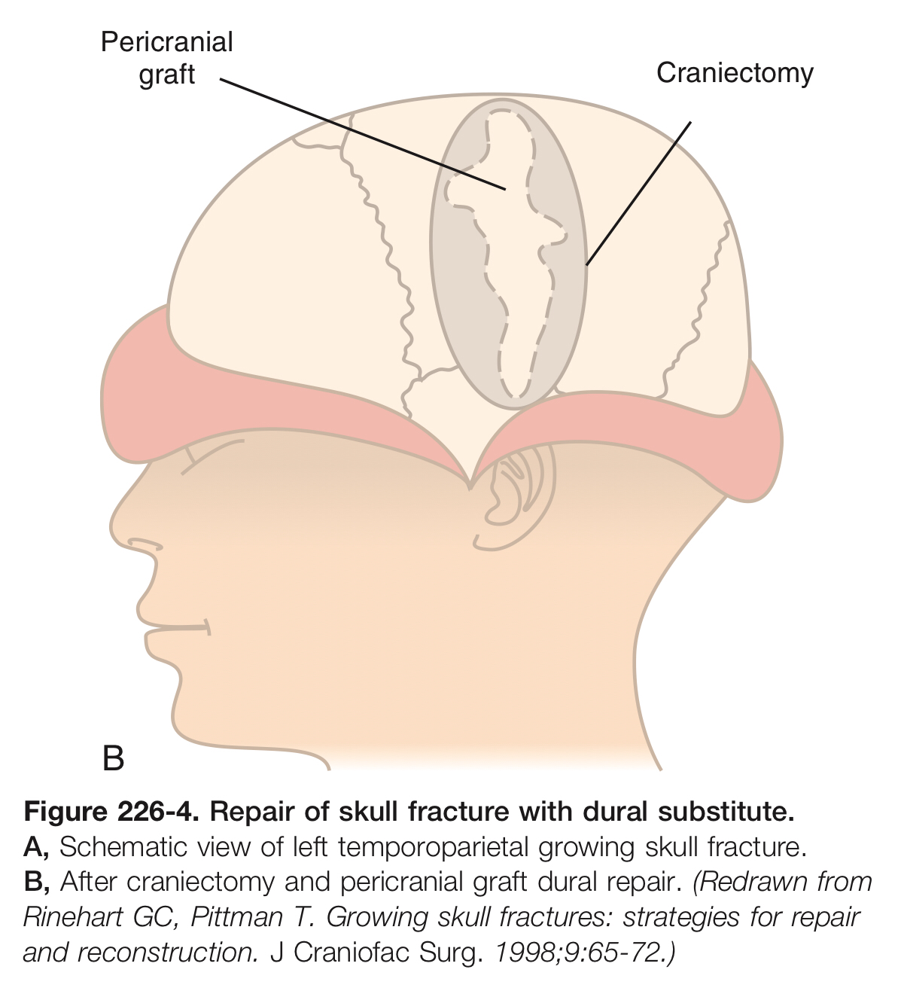 Pericranial
graft
Craniectomy
B
Figure 226-4. Repair of skull fracture with dural substitute.
A, Schematic view of left temporoparietal growing skull fracture.
B, After craniectomy and pericranial graft dural repair. (Redrawn from
Rinehart GC, Pittman T. Growing skull fractures: strategies for repair
and reconstruction. J Craniofac Surg. 1998;9:65-72.)